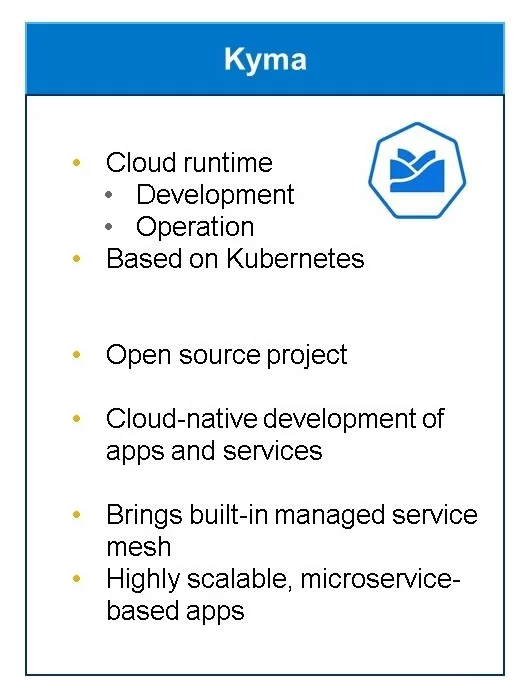 Kyma
• Cloud runtime
• Development
• Operation
• Based on Kubernetes
• Open source project
• Cloud-native development of
apps and services
• Brings built-in managed service
mesh
• Highly scalable, microservice-
based apps